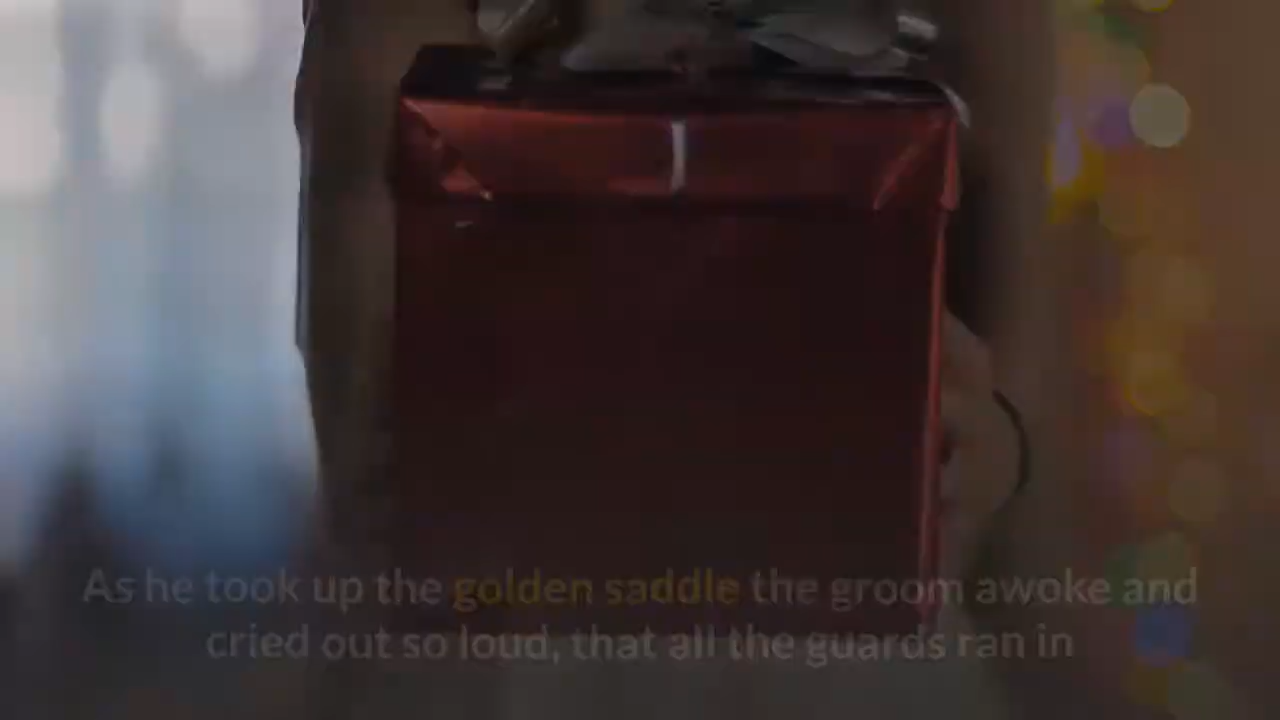 As he took up the golden saddle the groom awoke and
cried out so loud, that all the guards ran in